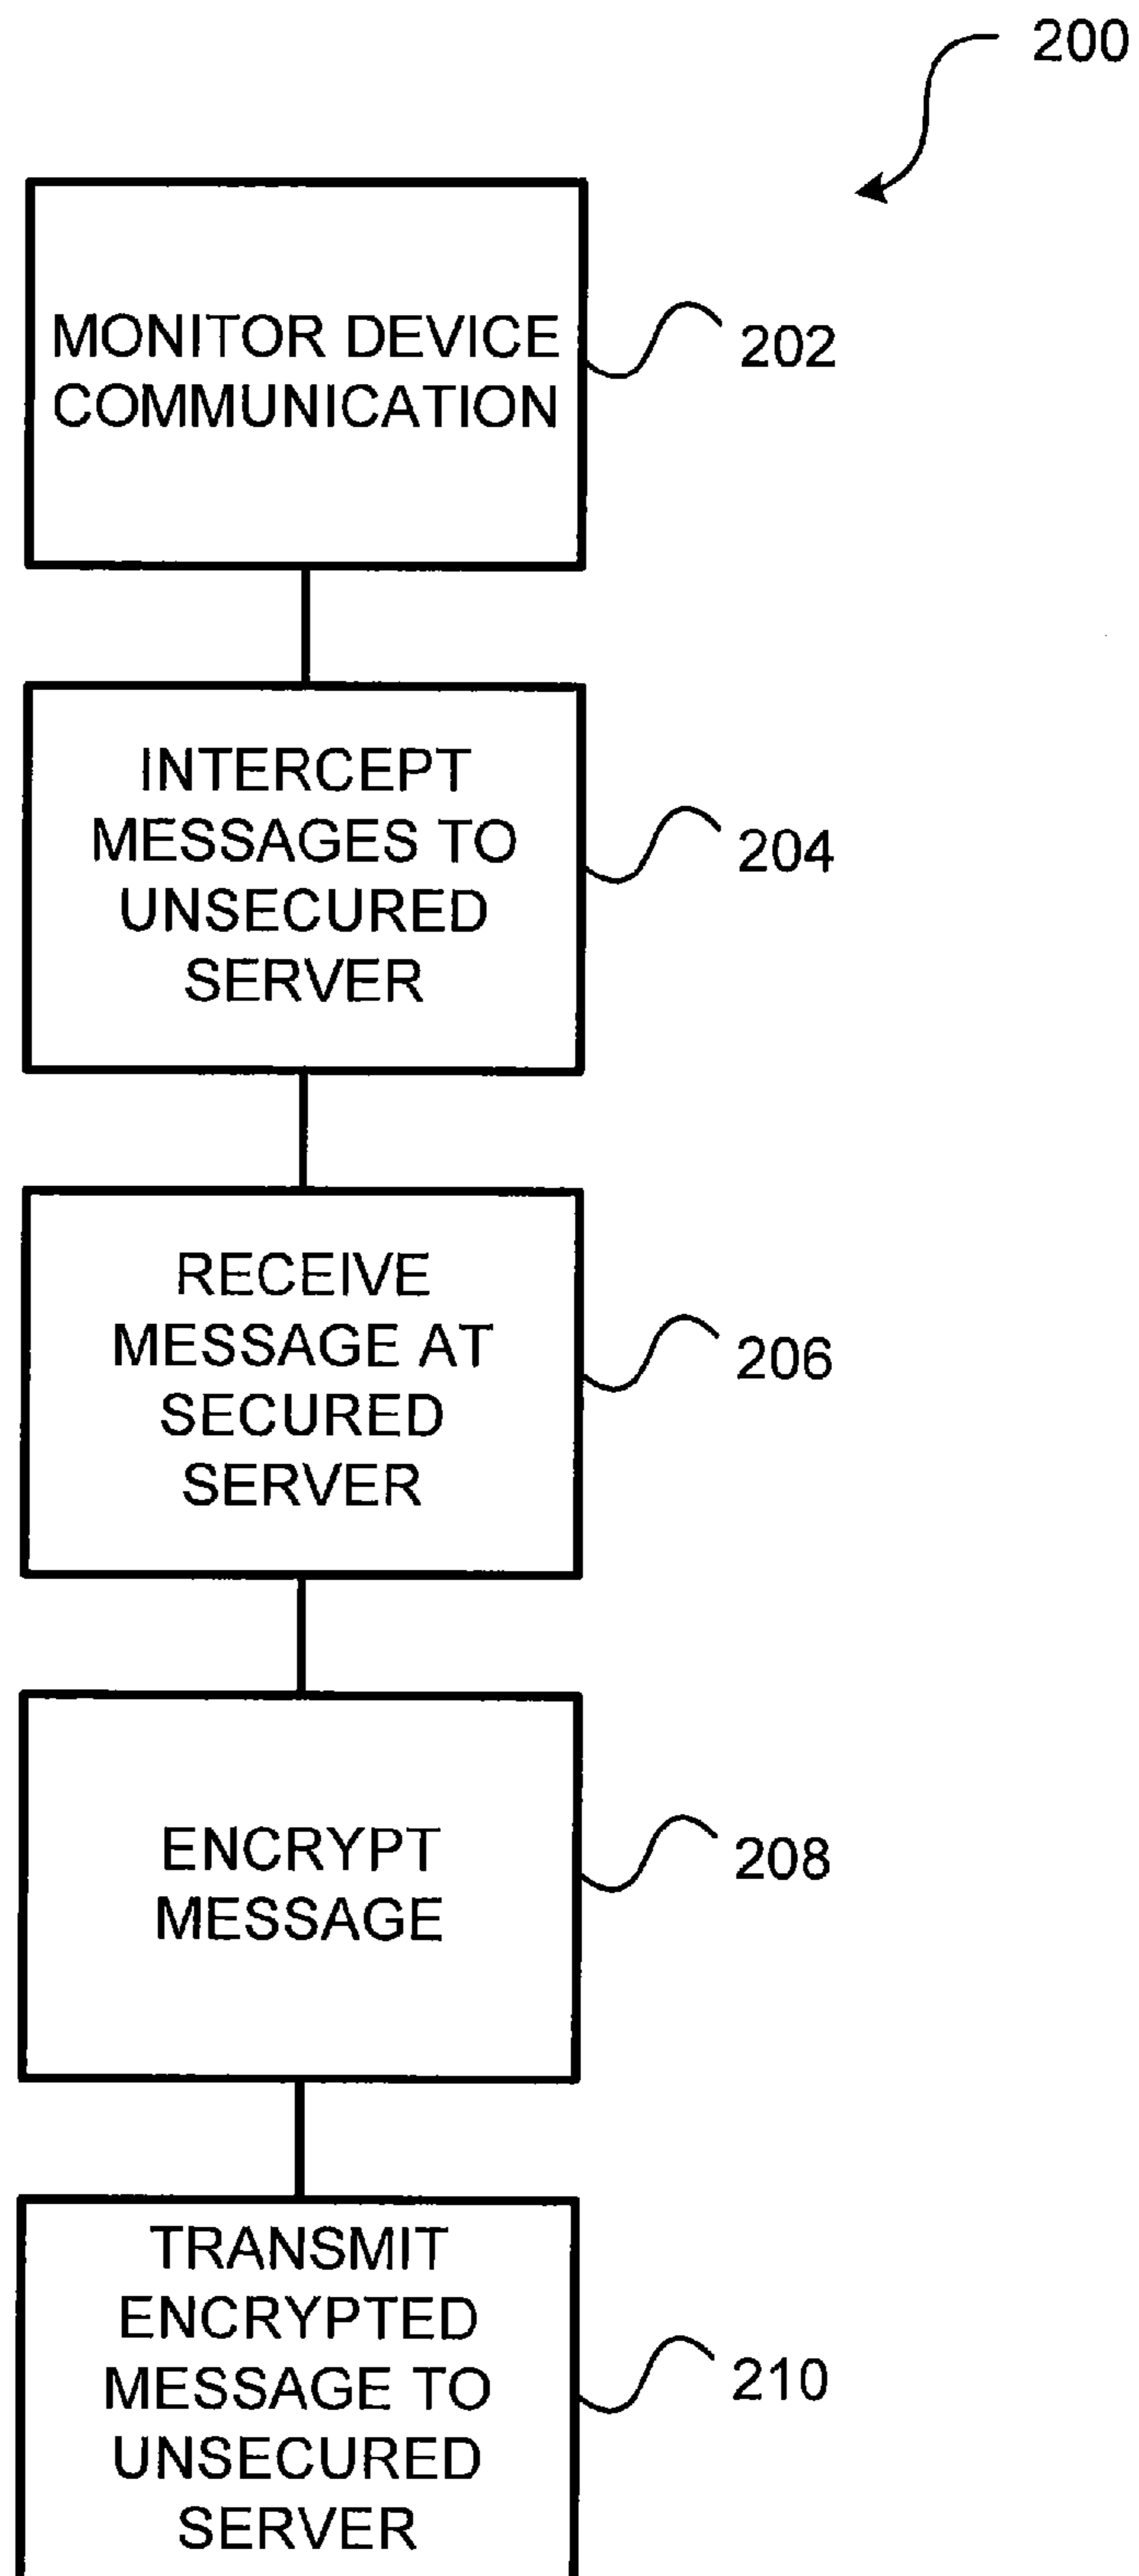 200
MONITOR DEVICE
COMMUNICATION
202
INTERCEPT
MESSAGES TO
UNSECURED
SERVER
204
RECEIVE
MESSAGE AT
SECURED
SERVER
206
ENCRYPT
MESSAGE
208
TRANSMIT
ENCRYPTED
MESSAGE TO
UNSECURED
SERVER
210